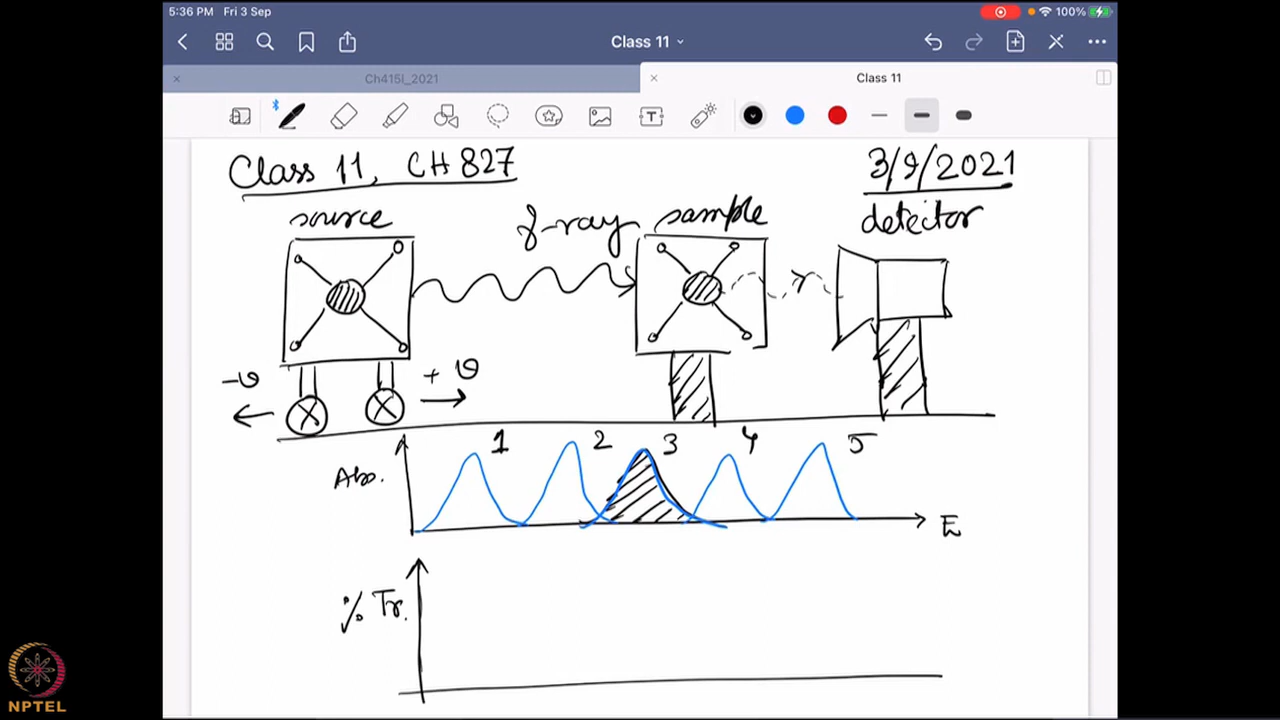 5:36 PM Fri 3 Sep
100%
Class 11
Ch415I_2021
Class 11
Class 11, CH 827
3/9/2021
source
γ-ray
sample
detector
-ϑ
+ ϑ
1 2 3 4 5
Abs.
E
% Tr.
NPTEL